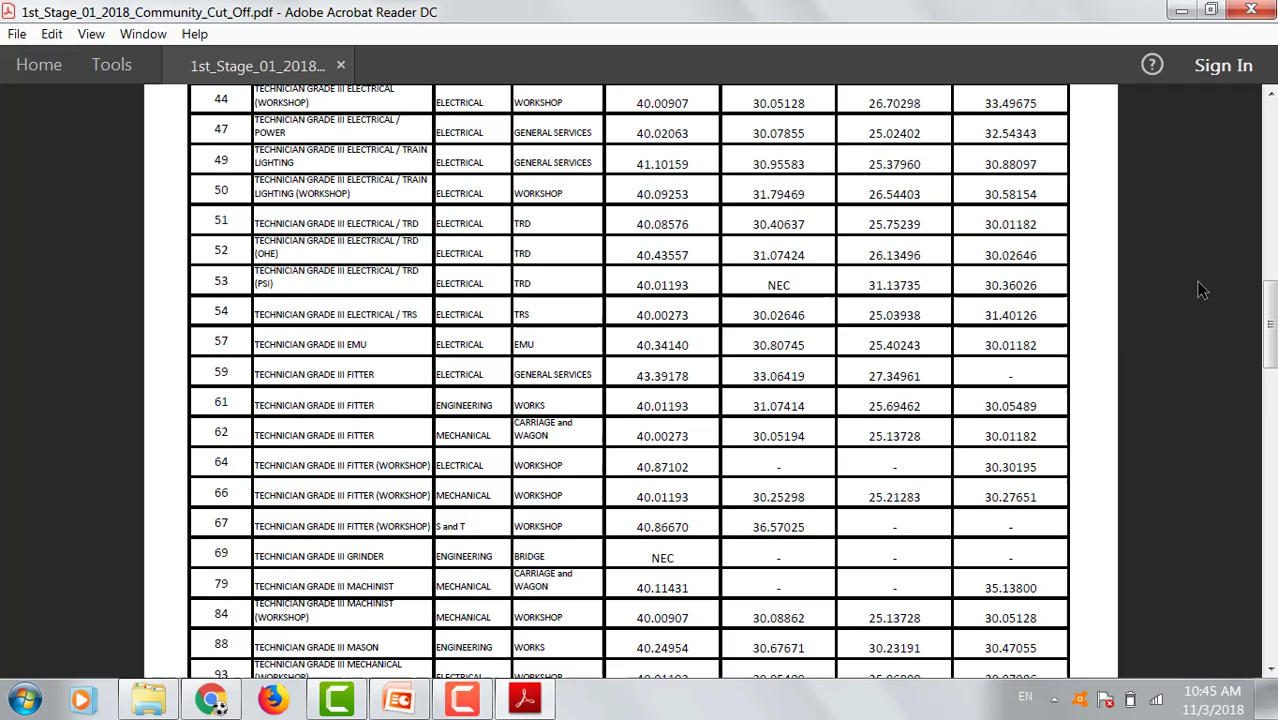 1st_Stage_01_2018_Community_Cut_Off.pdf - Adobe Acrobat Reader DC
File Edit View Window Help
Home Tools 1st_Stage_01_2018... × ? Sign In
44 TECHNICIAN GRADE III ELECTRICAL (WORKSHOP) ELECTRICAL WORKSHOP 40.00907 30.05128 26.70298 33.49675
47 TECHNICIAN GRADE III ELECTRICAL / POWER ELECTRICAL GENERAL SERVICES 40.02063 30.07855 25.02402 32.54343
49 TECHNICIAN GRADE III ELECTRICAL / TRAIN LIGHTING ELECTRICAL GENERAL SERVICES 41.10159 30.95583 25.37960 30.88097
50 TECHNICIAN GRADE III ELECTRICAL / TRAIN LIGHTING (WORKSHOP) ELECTRICAL WORKSHOP 40.09253 31.79469 26.54403 30.58154
51 TECHNICIAN GRADE III ELECTRICAL / TRD ELECTRICAL TRD 40.08576 30.40637 25.75239 30.01182
52 TECHNICIAN GRADE III ELECTRICAL / TRD (OHE) ELECTRICAL TRD 40.43557 31.07424 26.13496 30.02646
53 TECHNICIAN GRADE III ELECTRICAL / TRD (PSI) ELECTRICAL TRD 40.01193 NEC 31.13735 30.36026
54 TECHNICIAN GRADE III ELECTRICAL / TRS ELECTRICAL TRS 40.00273 30.02646 25.03938 31.40126
57 TECHNICIAN GRADE III EMU ELECTRICAL EMU 40.34140 30.80745 25.40243 30.01182
59 TECHNICIAN GRADE III FITTER ELECTRICAL GENERAL SERVICES 43.39178 33.06419 27.34961 -
61 TECHNICIAN GRADE III FITTER ENGINEERING WORKS 40.01193 31.07414 25.69462 30.05489
62 TECHNICIAN GRADE III FITTER MECHANICAL CARRIAGE and WAGON 40.00273 30.05194 25.13728 30.01182
64 TECHNICIAN GRADE III FITTER (WORKSHOP) ELECTRICAL WORKSHOP 40.87102 - - 30.30195
66 TECHNICIAN GRADE III FITTER (WORKSHOP) MECHANICAL WORKSHOP 40.01193 30.25298 25.21283 30.27651
67 TECHNICIAN GRADE III FITTER (WORKSHOP) S and T WORKSHOP 40.86670 36.57025 - -
69 TECHNICIAN GRADE III GRINDER ENGINEERING BRIDGE NEC - - -
79 TECHNICIAN GRADE III MACHINIST MECHANICAL CARRIAGE and WAGON 40.11431 - - 35.13800
84 TECHNICIAN GRADE III MACHINIST (WORKSHOP) MECHANICAL WORKSHOP 40.00907 30.08862 25.13728 30.05128
88 TECHNICIAN GRADE III MASON ENGINEERING WORKS 40.24954 30.67671 30.23191 30.47055
93 TECHNICIAN GRADE III MECHANICAL (WORKSHOP)
EN 10:45 AM
11/3/2018